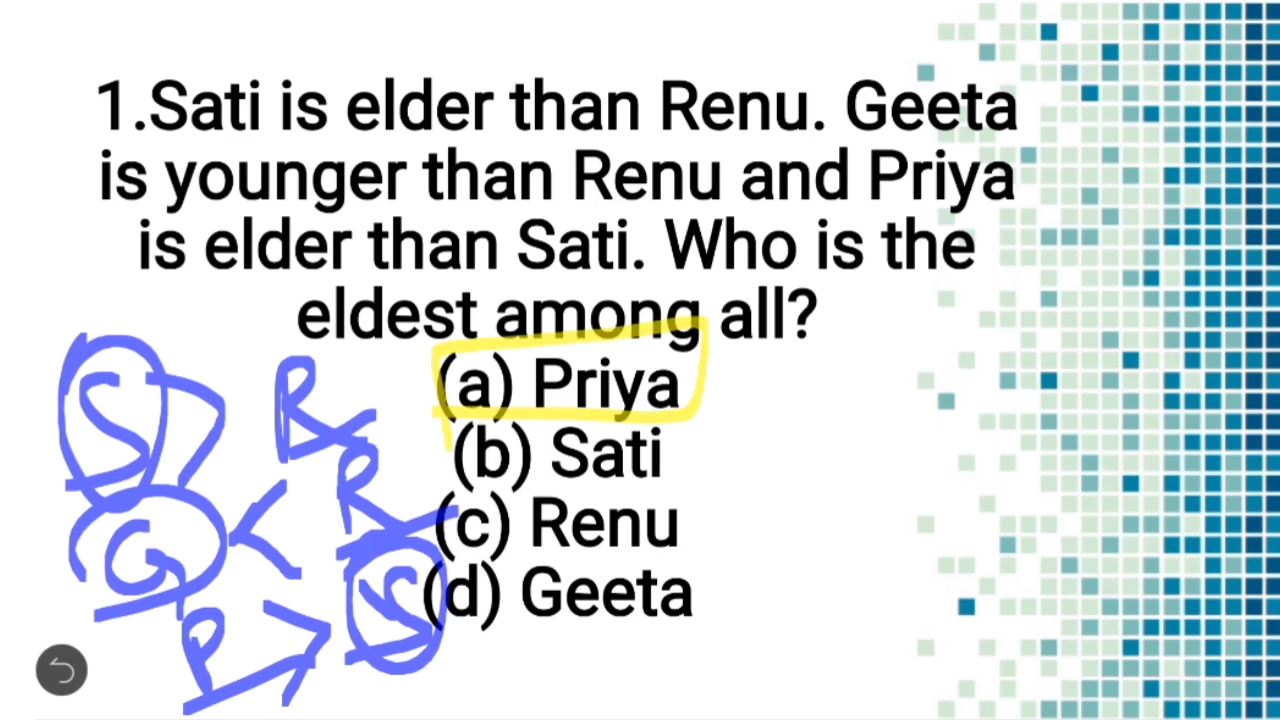 1.Sati is elder than Renu. Geeta
is younger than Renu and Priya
is elder than Sati. Who is the
eldest among all?
(a) Priya
(b) Sati
(c) Renu
(d) Geeta
S > R
G < R
P > S